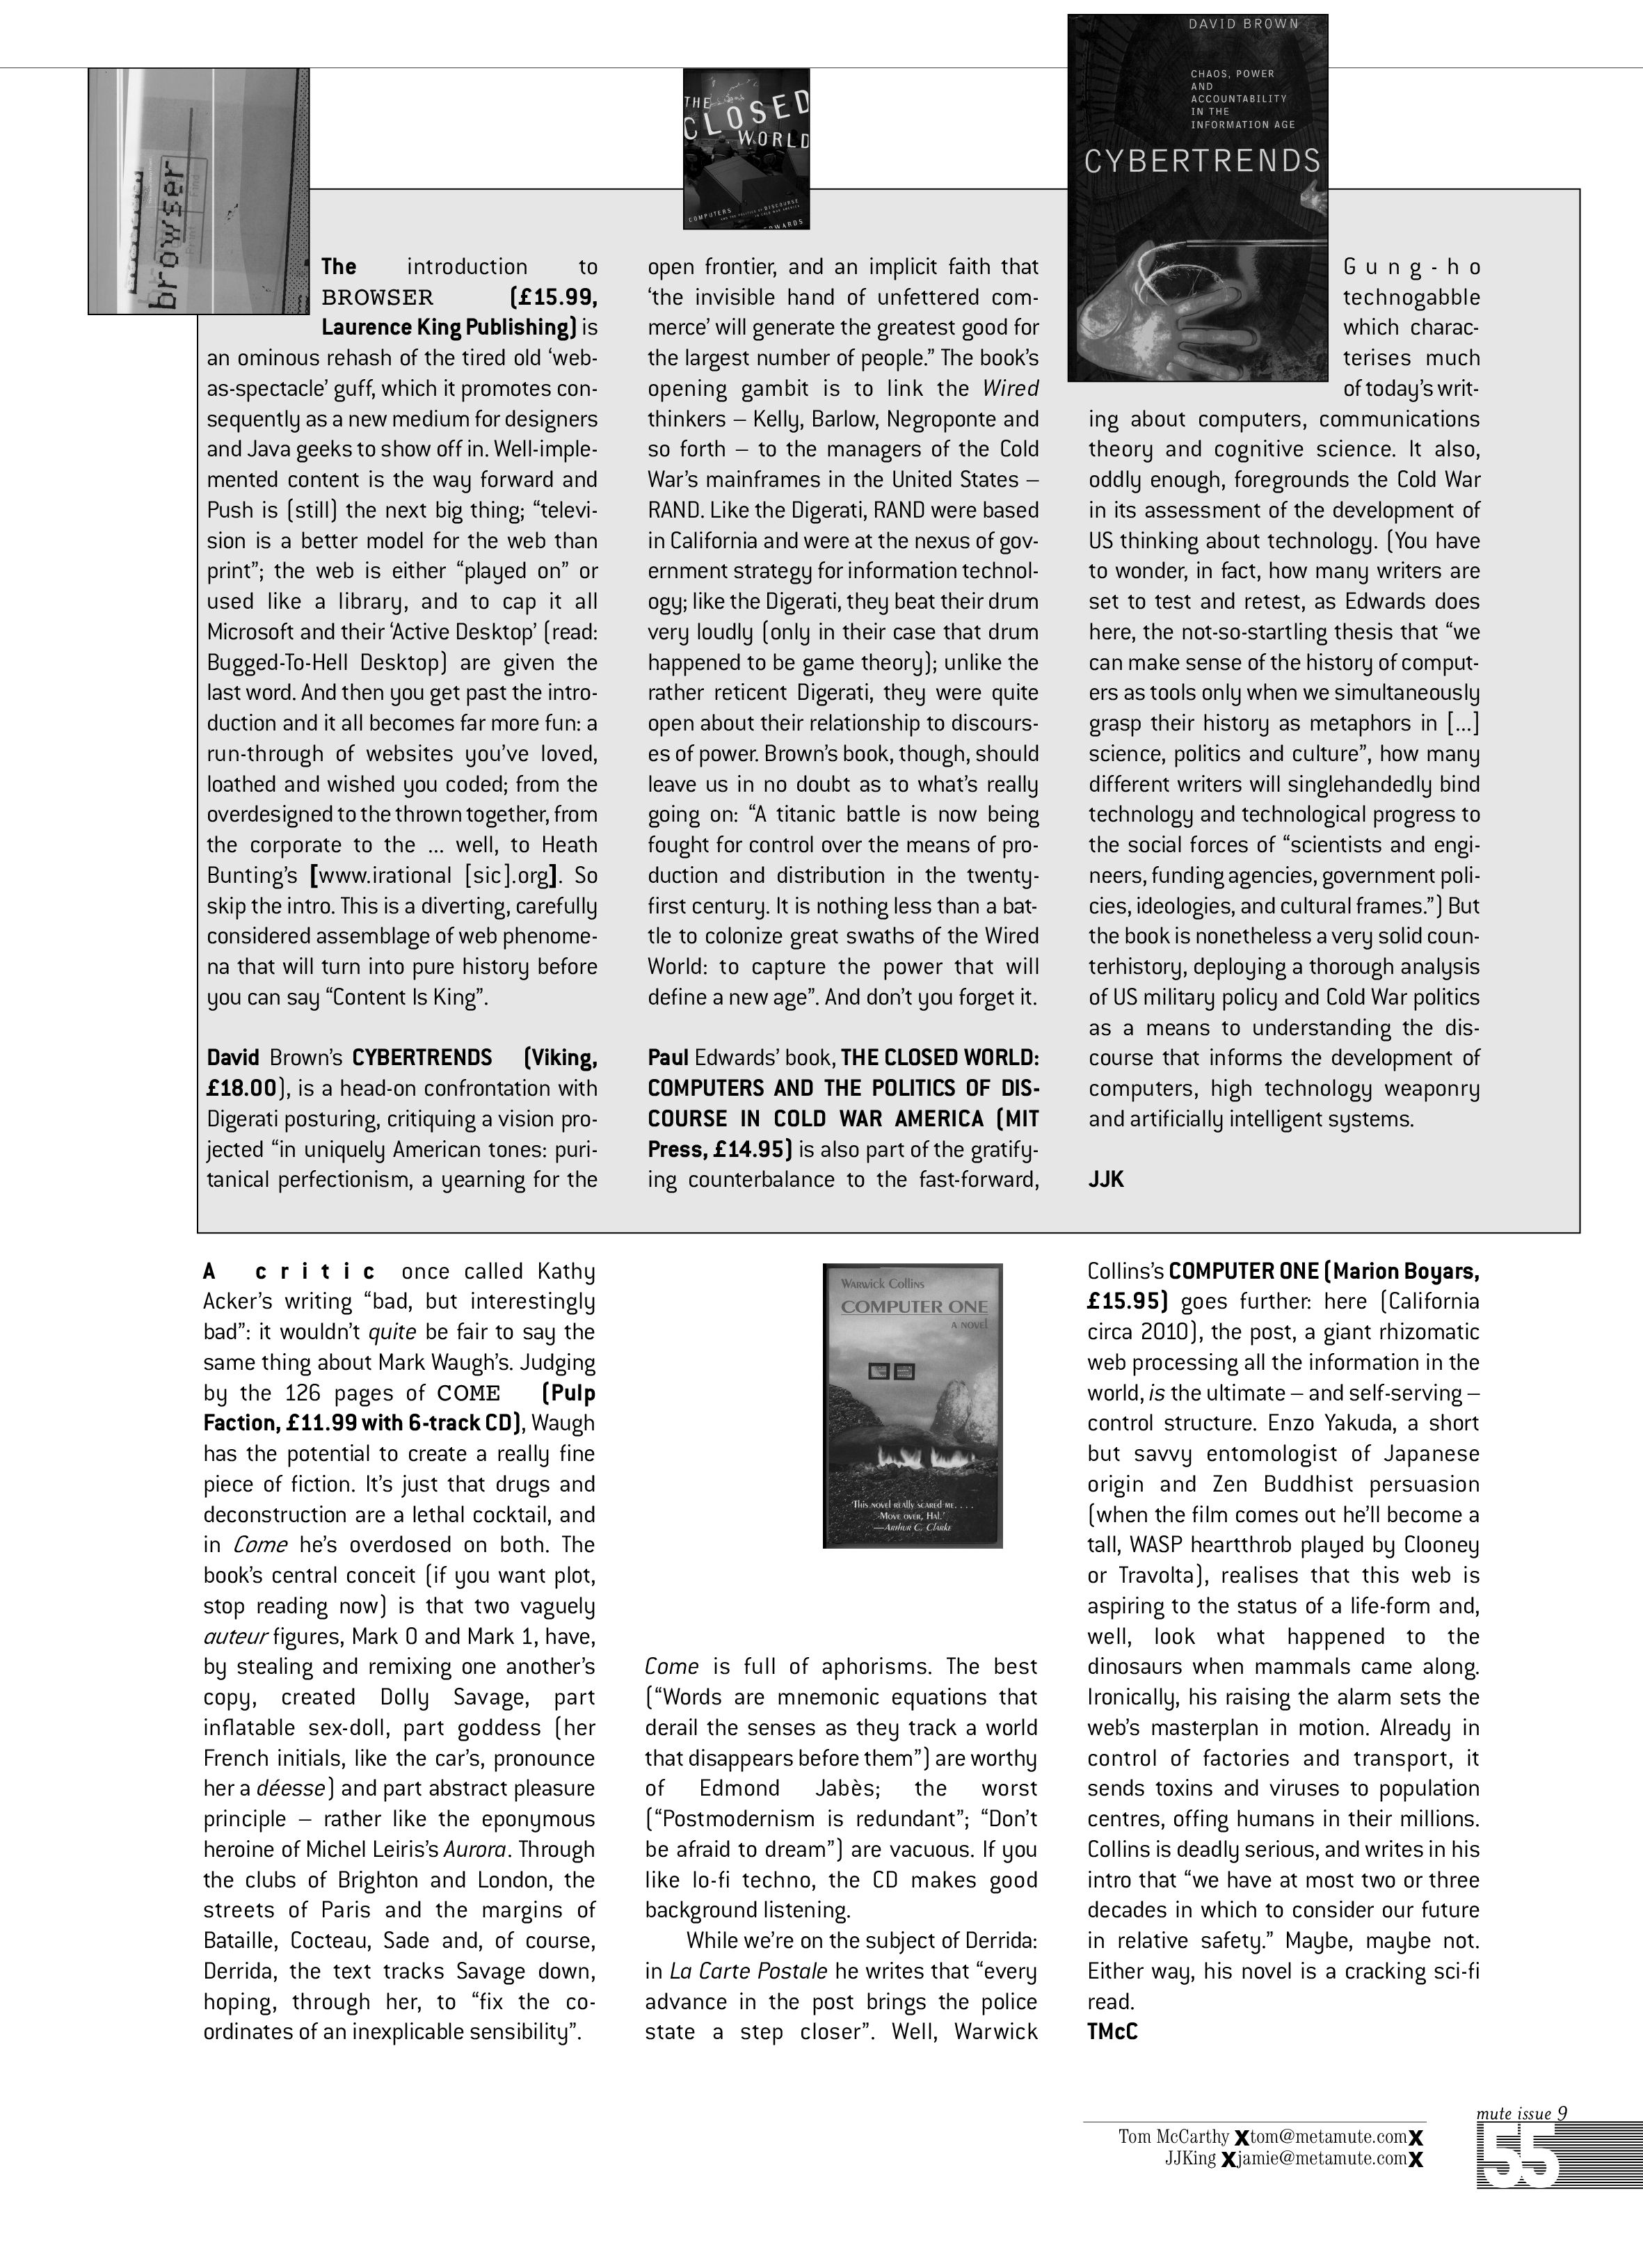 browser
THE
CLOSED
WORLD
COMPUTERS AND THE POLITICS OF DISCOURSE
IN COLD WAR AMERICA
DAVID BROWN
CHAOS, POWER
AND
ACCOUNTABILITY
IN THE
INFORMATION AGE
CYBERTRENDS
The introduction to
BROWSER (£15.99,
Laurence King Publishing) is
an ominous rehash of the tired old ‘web-
as-spectacle’ guff, which it promotes con-
sequently as a new medium for designers
and Java geeks to show off in. Well-imple-
mented content is the way forward and
Push is (still) the next big thing; “televi-
sion is a better model for the web than
print”; the web is either “played on” or
used like a library, and to cap it all
Microsoft and their ‘Active Desktop’ (read:
Bugged-To-Hell Desktop) are given the
last word. And then you get past the intro-
duction and it all becomes far more fun: a
run-through of websites you’ve loved,
loathed and wished you coded; from the
overdesigned to the thrown together, from
the corporate to the ... well, to Heath
Bunting’s [www.irational [sic].org]. So
skip the intro. This is a diverting, carefully
considered assemblage of web phenome-
na that will turn into pure history before
you can say “Content Is King”.
David Brown’s CYBERTRENDS (Viking,
£18.00), is a head-on confrontation with
Digerati posturing, critiquing a vision pro-
jected “in uniquely American tones: puri-
tanical perfectionism, a yearning for the
open frontier, and an implicit faith that
‘the invisible hand of unfettered com-
merce’ will generate the greatest good for
the largest number of people.” The book’s
opening gambit is to link the Wired
thinkers – Kelly, Barlow, Negroponte and
so forth – to the managers of the Cold
War’s mainframes in the United States –
RAND. Like the Digerati, RAND were based
in California and were at the nexus of gov-
ernment strategy for information technol-
ogy; like the Digerati, they beat their drum
very loudly (only in their case that drum
happened to be game theory); unlike the
rather reticent Digerati, they were quite
open about their relationship to discours-
es of power. Brown’s book, though, should
leave us in no doubt as to what’s really
going on: “A titanic battle is now being
fought for control over the means of pro-
duction and distribution in the twenty-
first century. It is nothing less than a bat-
tle to colonize great swaths of the Wired
World: to capture the power that will
define a new age”. And don’t you forget it.
Paul Edwards’ book, THE CLOSED WORLD:
COMPUTERS AND THE POLITICS OF DIS-
COURSE IN COLD WAR AMERICA (MIT
Press, £14.95) is also part of the gratify-
ing counterbalance to the fast-forward,
Gung-ho
technogabble
which charac-
terises much
of today’s writ-
ing about computers, communications
theory and cognitive science. It also,
oddly enough, foregrounds the Cold War
in its assessment of the development of
US thinking about technology. (You have
to wonder, in fact, how many writers are
set to test and retest, as Edwards does
here, the not-so-startling thesis that “we
can make sense of the history of comput-
ers as tools only when we simultaneously
grasp their history as metaphors in [...]
science, politics and culture”, how many
different writers will singlehandedly bind
technology and technological progress to
the social forces of “scientists and engi-
neers, funding agencies, government poli-
cies, ideologies, and cultural frames.”) But
the book is nonetheless a very solid coun-
terhistory, deploying a thorough analysis
of US military policy and Cold War politics
as a means to understanding the dis-
course that informs the development of
computers, high technology weaponry
and artificially intelligent systems.
JJK
A critic once called Kathy
Acker’s writing “bad, but interestingly
bad”: it wouldn’t quite be fair to say the
same thing about Mark Waugh’s. Judging
by the 126 pages of COME (Pulp
Faction, £11.99 with 6-track CD), Waugh
has the potential to create a really fine
piece of fiction. It’s just that drugs and
deconstruction are a lethal cocktail, and
in Come he’s overdosed on both. The
book’s central conceit (if you want plot,
stop reading now) is that two vaguely
auteur figures, Mark 0 and Mark 1, have,
by stealing and remixing one another’s
copy, created Dolly Savage, part
inflatable sex-doll, part goddess (her
French initials, like the car’s, pronounce
her a déesse) and part abstract pleasure
principle – rather like the eponymous
heroine of Michel Leiris’s Aurora. Through
the clubs of Brighton and London, the
streets of Paris and the margins of
Bataille, Cocteau, Sade and, of course,
Derrida, the text tracks Savage down,
hoping, through her, to “fix the co-
ordinates of an inexplicable sensibility”.
Warwick Collins
COMPUTER ONE
A NOVEL
‘This novel really scared me. . . .
Move over, Hal.’
—Arthur C. Clarke
Come is full of aphorisms. The best
(“Words are mnemonic equations that
derail the senses as they track a world
that disappears before them”) are worthy
of Edmond Jabès; the worst
(“Postmodernism is redundant”; “Don’t
be afraid to dream”) are vacuous. If you
like lo-fi techno, the CD makes good
background listening.
While we’re on the subject of Derrida:
in La Carte Postale he writes that “every
advance in the post brings the police
state a step closer”. Well, Warwick
Collins’s COMPUTER ONE (Marion Boyars,
£15.95) goes further: here (California
circa 2010), the post, a giant rhizomatic
web processing all the information in the
world, is the ultimate – and self-serving –
control structure. Enzo Yakuda, a short
but savvy entomologist of Japanese
origin and Zen Buddhist persuasion
(when the film comes out he’ll become a
tall, WASP heartthrob played by Clooney
or Travolta), realises that this web is
aspiring to the status of a life-form and,
well, look what happened to the
dinosaurs when mammals came along.
Ironically, his raising the alarm sets the
web’s masterplan in motion. Already in
control of factories and transport, it
sends toxins and viruses to population
centres, offing humans in their millions.
Collins is deadly serious, and writes in his
intro that “we have at most two or three
decades in which to consider our future
in relative safety.” Maybe, maybe not.
Either way, his novel is a cracking sci-fi
read.
TMcC
Tom McCarthy Xtom@metamute.comX
JJKing Xjamie@metamute.comX
mute issue 9
55